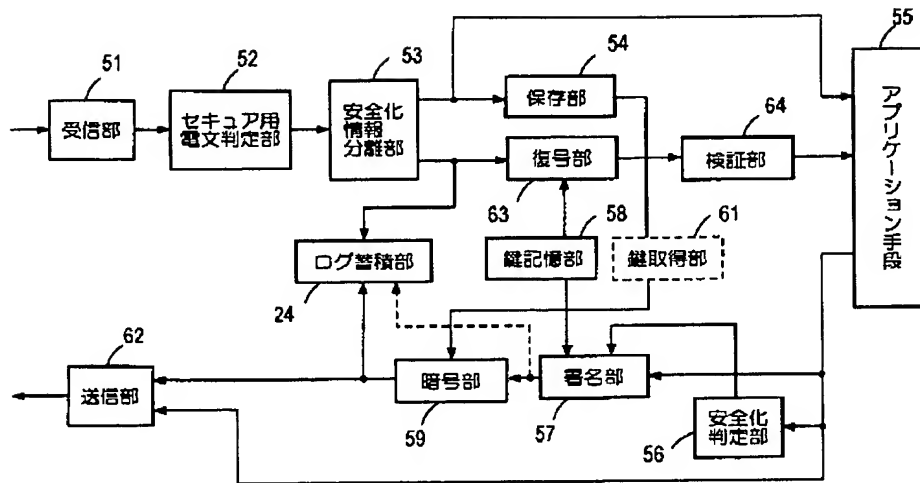 51
受信部
52
セキュア用
電文判定部
53
安全化
情報
分離部
54
保存部
55
アプリケーション手段
64
検証部
復号部
63
58
鍵記憶部
61
鍵取得部
ログ蓄積部
24
62
送信部
暗号部
59
署名部
57
安全化
判定部
56